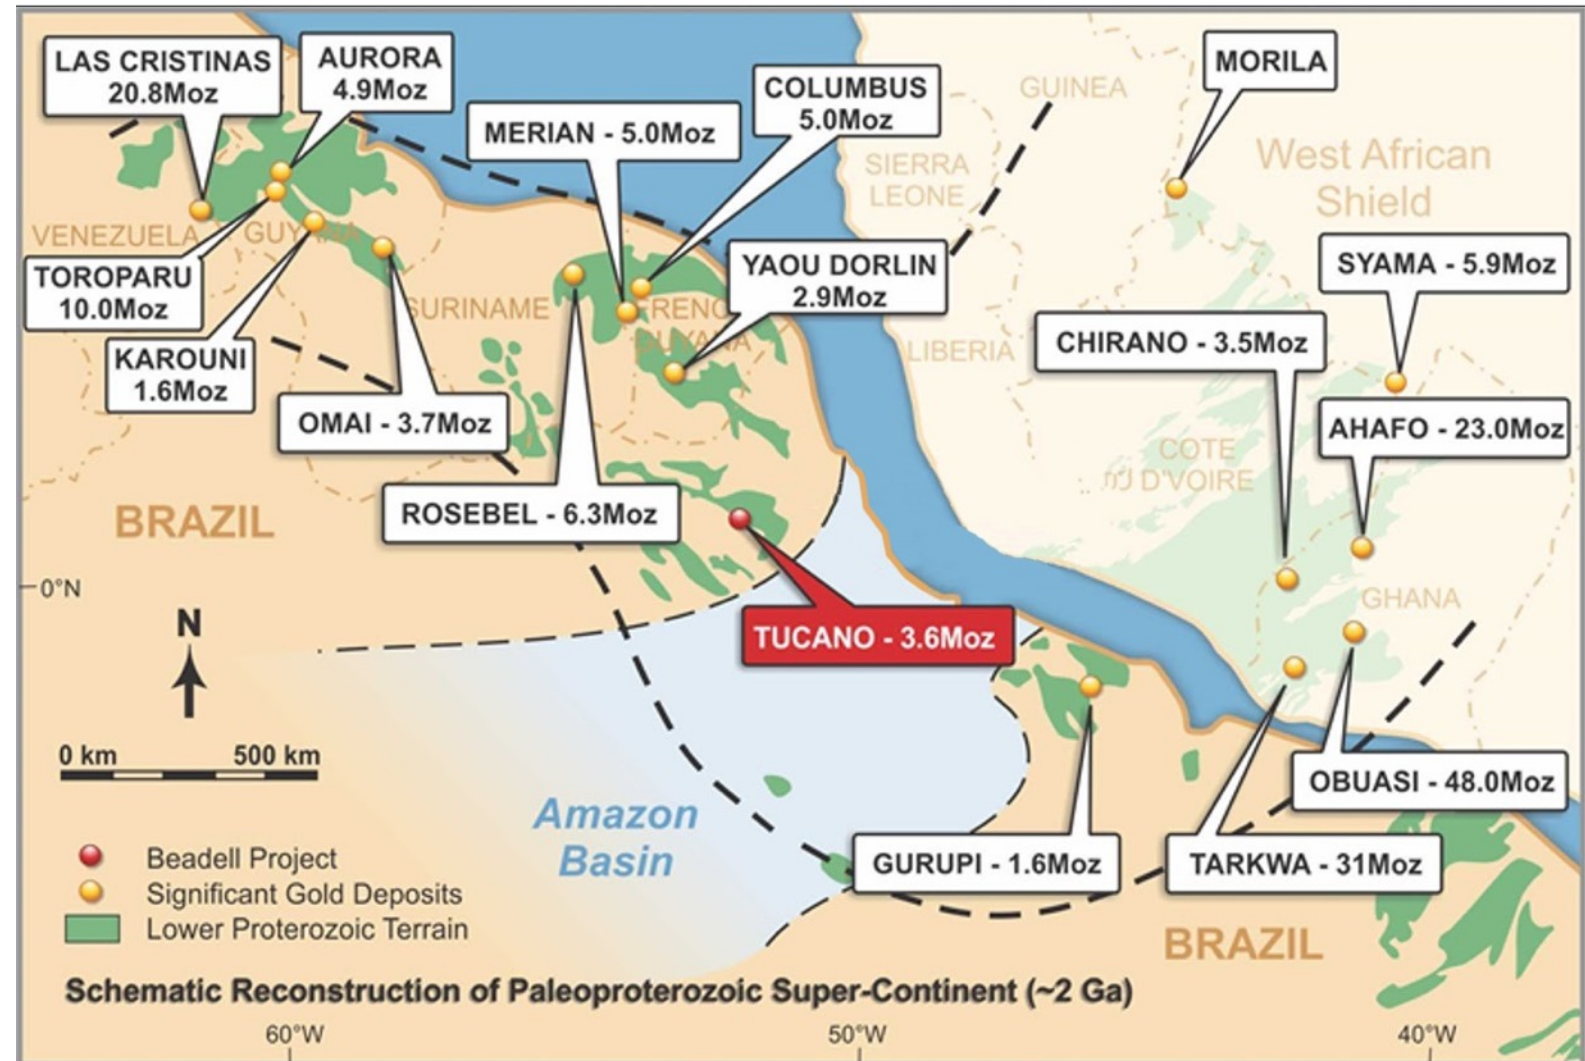 LAS CRISTINAS
20.8Moz
AURORA
4.9Moz
MERIAN - 5.0Moz
COLUMBUS
5.0Moz
GUINEA
MORILA
SIERRA
LEONE
West African
Shield
VENEZUELA
GUYANA
TOROPARU
10.0Moz
SURINAME
FRENCH
GUYANA
YAOU DORLIN
2.9Moz
SYAMA - 5.9Moz
KAROUNI
1.6Moz
LIBERIA
CHIRANO - 3.5Moz
OMAI - 3.7Moz
AHAFO - 23.0Moz
COTE
D'VOIRE
BRAZIL
ROSEBEL - 6.3Moz
0°N
GHANA
N
TUCANO - 3.6Moz
0 km 500 km
OBUASI - 48.0Moz
Amazon
Basin
GURUPI - 1.6Moz
TARKWA - 31Moz
Beadell Project
Significant Gold Deposits
Lower Proterozoic Terrain
BRAZIL
Schematic Reconstruction of Paleoproterozoic Super-Continent (~2 Ga)
60°W
50°W
40°W